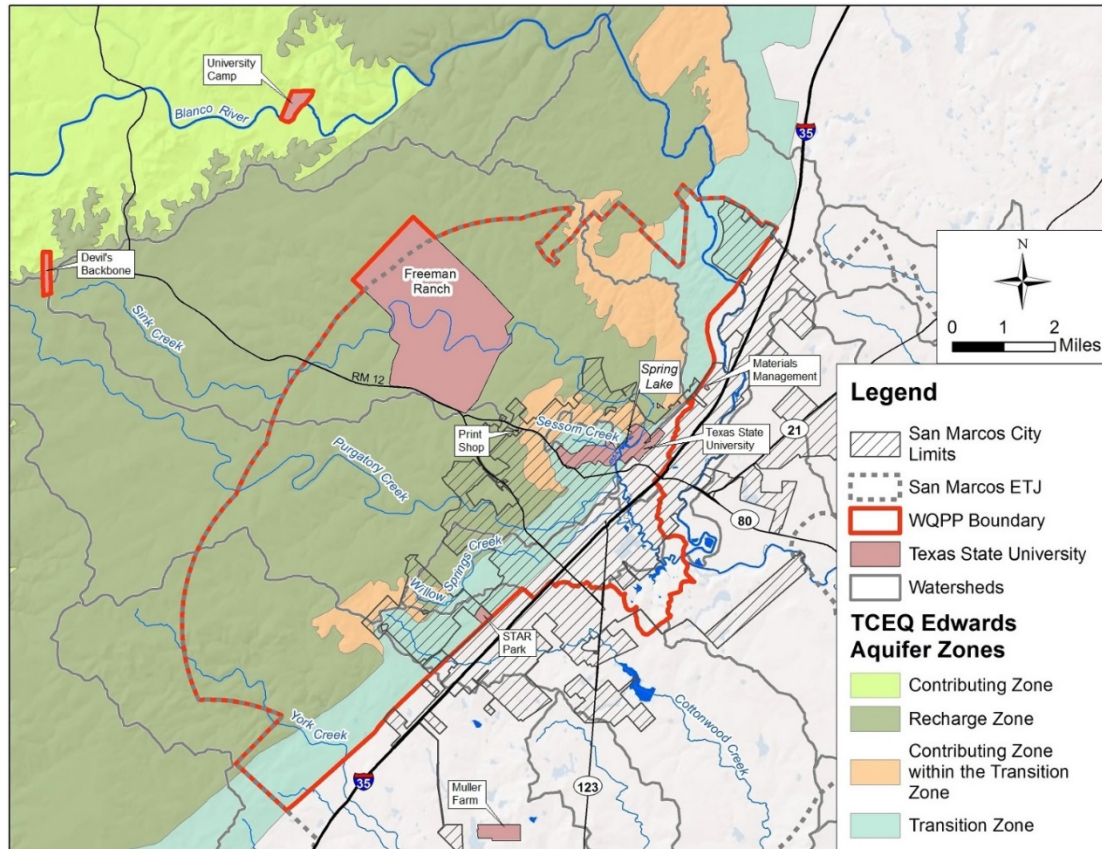 University
Camp
Blanco River
35
Devil's
Backbone
Freeman
Ranch
Sink Creek
RM 12
Spring
Lake
Materials
Management
Sessom Creek
Print
Shop
Texas State
University
21
Purgatory Creek
80
Willow Springs Creek
STAR
Park
York
Creek
Cottonwood Creek
35
Muller
Farm
123
N
0 1 2
Miles
Legend
San Marcos City
Limits
San Marcos ETJ
WQPP Boundary
Texas State University
Watersheds
TCEQ Edwards
Aquifer Zones
Contributing Zone
Recharge Zone
Contributing Zone
within the Transition
Zone
Transition Zone